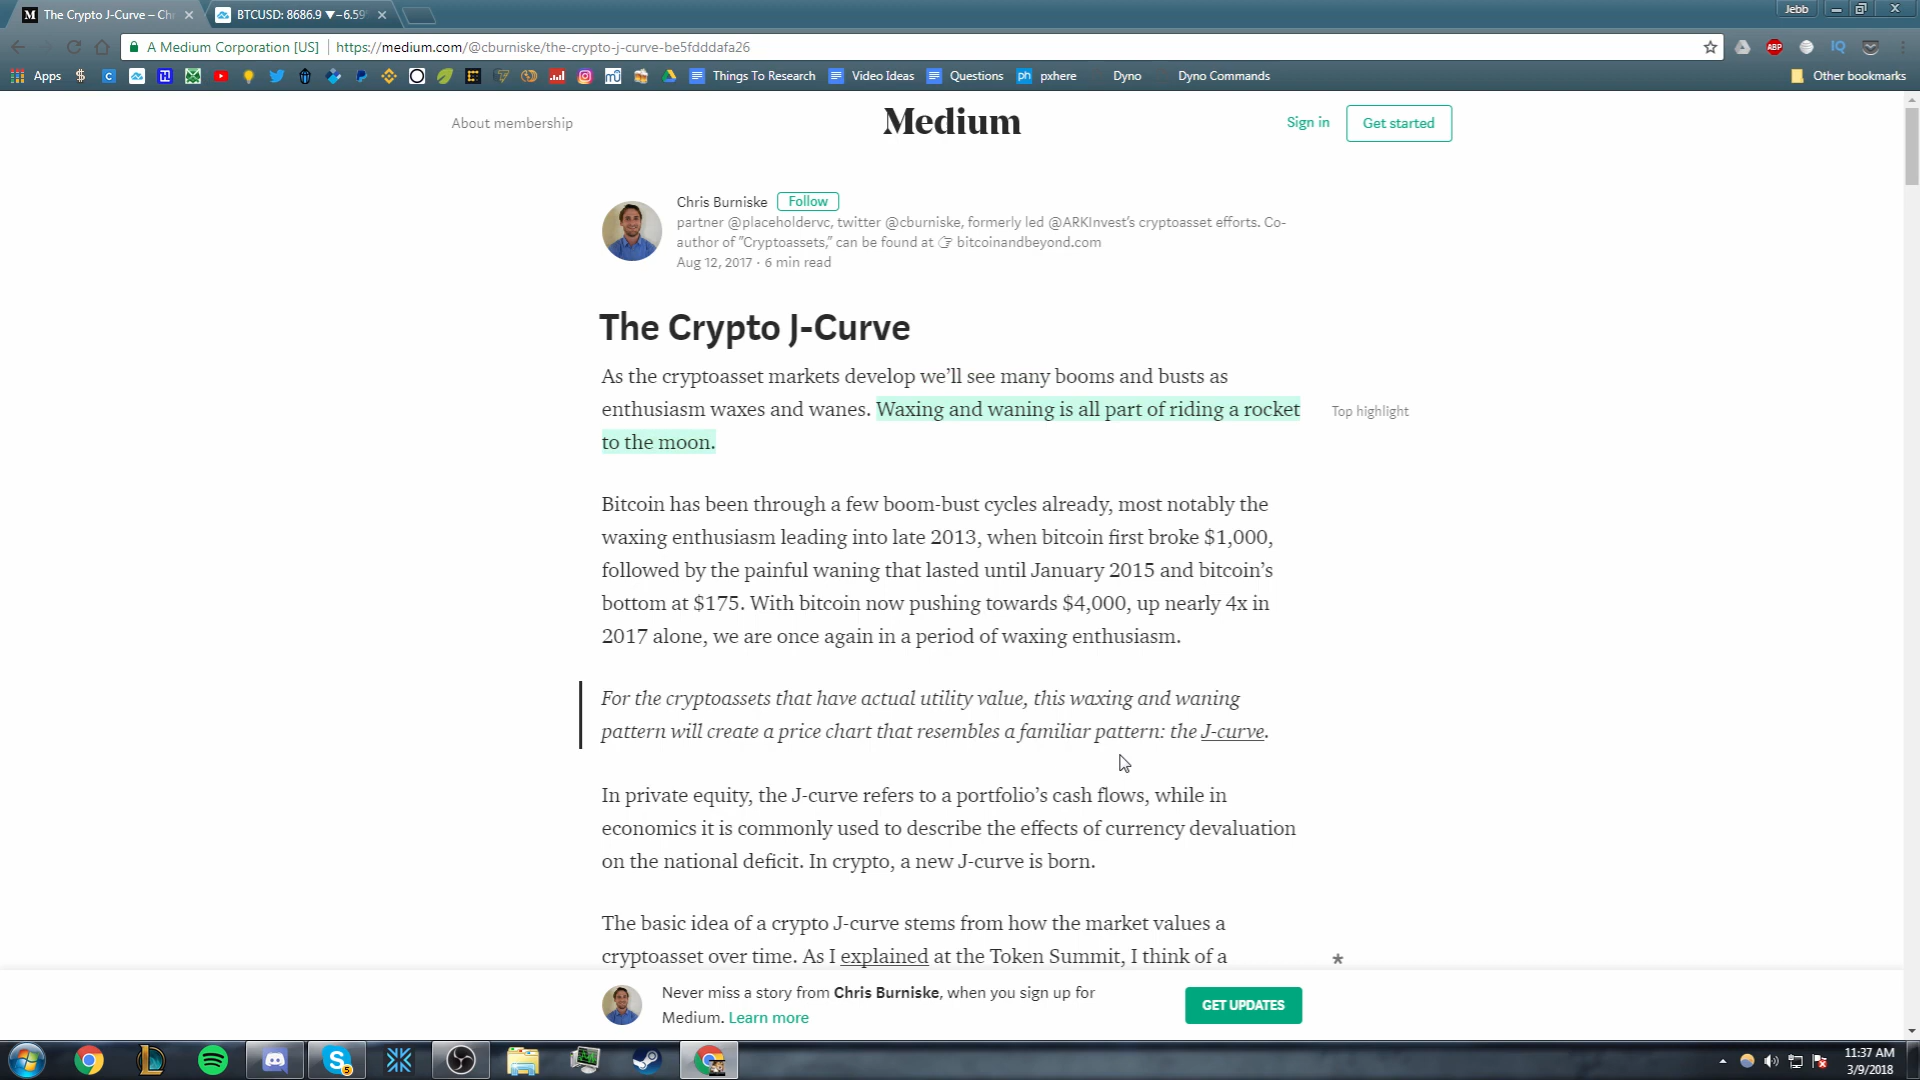 The Crypto J-Curve – Ch
BTCUSD: 8686.9 ▼−6.59
Jebb
A Medium Corporation [US]
https://medium.com/@cburniske/the-crypto-j-curve-be5fdddafa26
Apps
Things To Research
Video Ideas
Questions
pxhere
Dyno
Dyno Commands
Other bookmarks
About membership
Medium
Sign in
Get started
Chris Burniske
Follow
partner @placeholdervc, twitter @cburniske, formerly led @ARKInvest’s cryptoasset efforts. Co-
author of “Cryptoassets,” can be found at 👉 bitcoinandbeyond.com
Aug 12, 2017 · 6 min read
The Crypto J-Curve
As the cryptoasset markets develop we’ll see many booms and busts as
enthusiasm waxes and wanes. Waxing and waning is all part of riding a rocket
Top highlight
to the moon.
Bitcoin has been through a few boom-bust cycles already, most notably the
waxing enthusiasm leading into late 2013, when bitcoin first broke $1,000,
followed by the painful waning that lasted until January 2015 and bitcoin’s
bottom at $175. With bitcoin now pushing towards $4,000, up nearly 4x in
2017 alone, we are once again in a period of waxing enthusiasm.
For the cryptoassets that have actual utility value, this waxing and waning
pattern will create a price chart that resembles a familiar pattern: the J-curve.
In private equity, the J-curve refers to a portfolio’s cash flows, while in
economics it is commonly used to describe the effects of currency devaluation
on the national deficit. In crypto, a new J-curve is born.
The basic idea of a crypto J-curve stems from how the market values a
cryptoasset over time. As I explained at the Token Summit, I think of a
*
Never miss a story from Chris Burniske, when you sign up for
Medium. Learn more
GET UPDATES
11:37 AM
3/9/2018